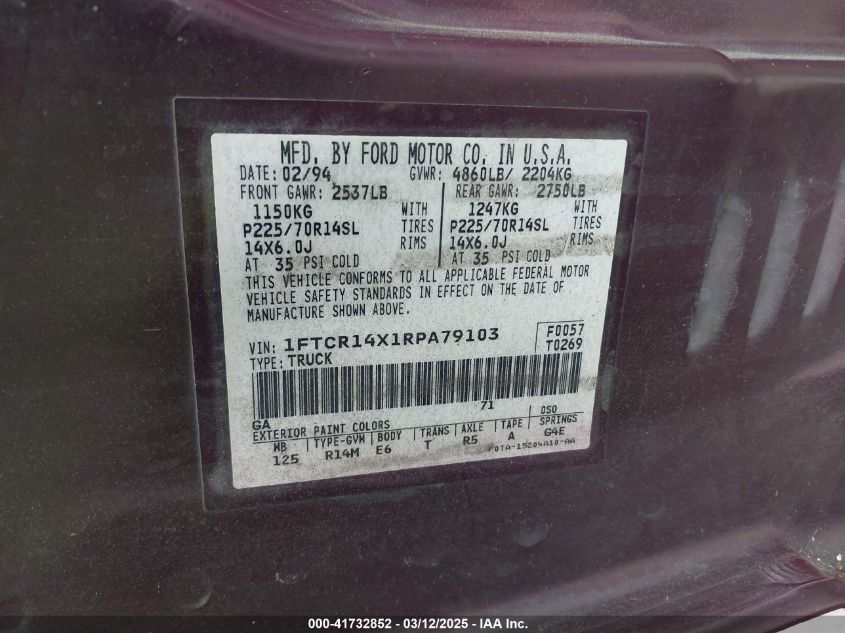 MFD. BY FORD MOTOR CO. IN U.S.A.
DATE: 02/94 GVWR: 4860LB/ 2204KG
FRONT GAWR: 2537LB REAR GAWR: 2750LB
1150KG WITH 1247KG WITH
P225/70R14SL TIRES P225/70R14SL TIRES
14X6.0J RIMS 14X6.0J RIMS
AT 35 PSI COLD AT 35 PSI COLD
THIS VEHICLE CONFORMS TO ALL APPLICABLE FEDERAL MOTOR
VEHICLE SAFETY STANDARDS IN EFFECT ON THE DATE OF
MANUFACTURE SHOWN ABOVE.
VIN: 1FTCR14X1RPA79103 F0057
TYPE: TRUCK T0269
71
GA DSO
EXTERIOR PAINT COLORS
WB TYPE-GVW BODY TRANS AXLE TAPE SPRINGS
125 R14M E6 T R5 A G4E
F0TA-15204A10-AA
000-41732852 - 03/12/2025 - IAA Inc.